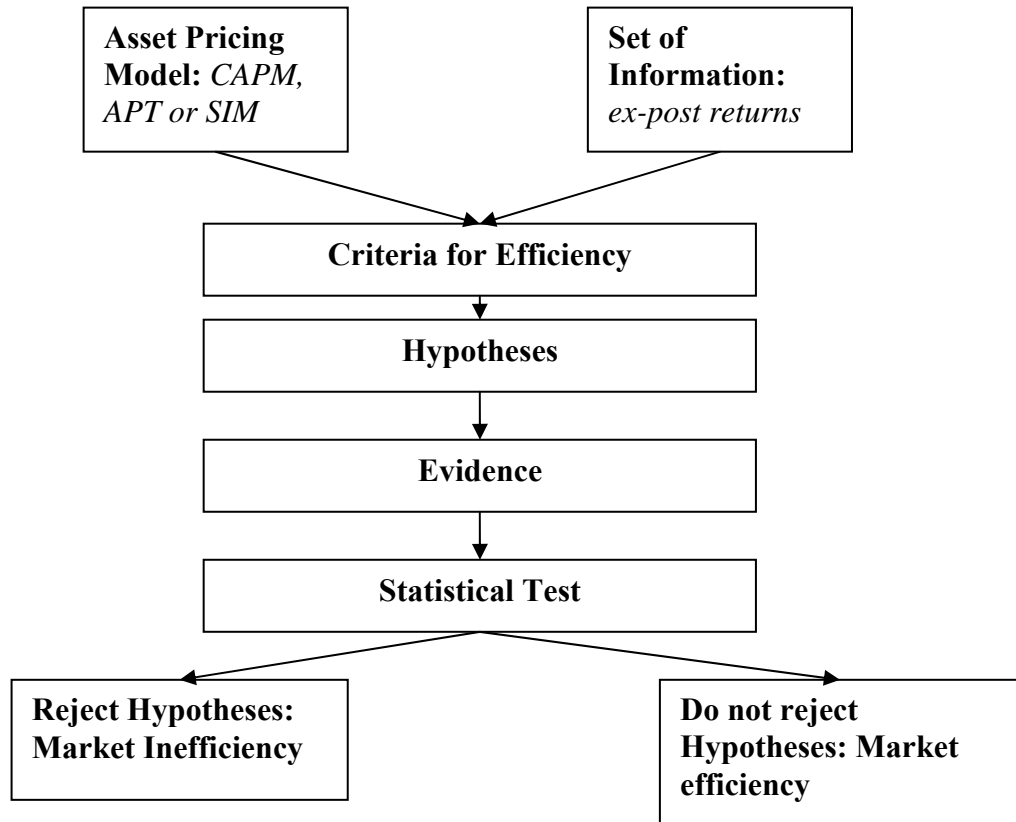 Asset Pricing
Model: CAPM,
APT or SIM
Set of
Information:
ex-post returns
Criteria for Efficiency
Hypotheses
Evidence
Statistical Test
Reject Hypotheses:
Market Inefficiency
Do not reject
Hypotheses: Market
efficiency